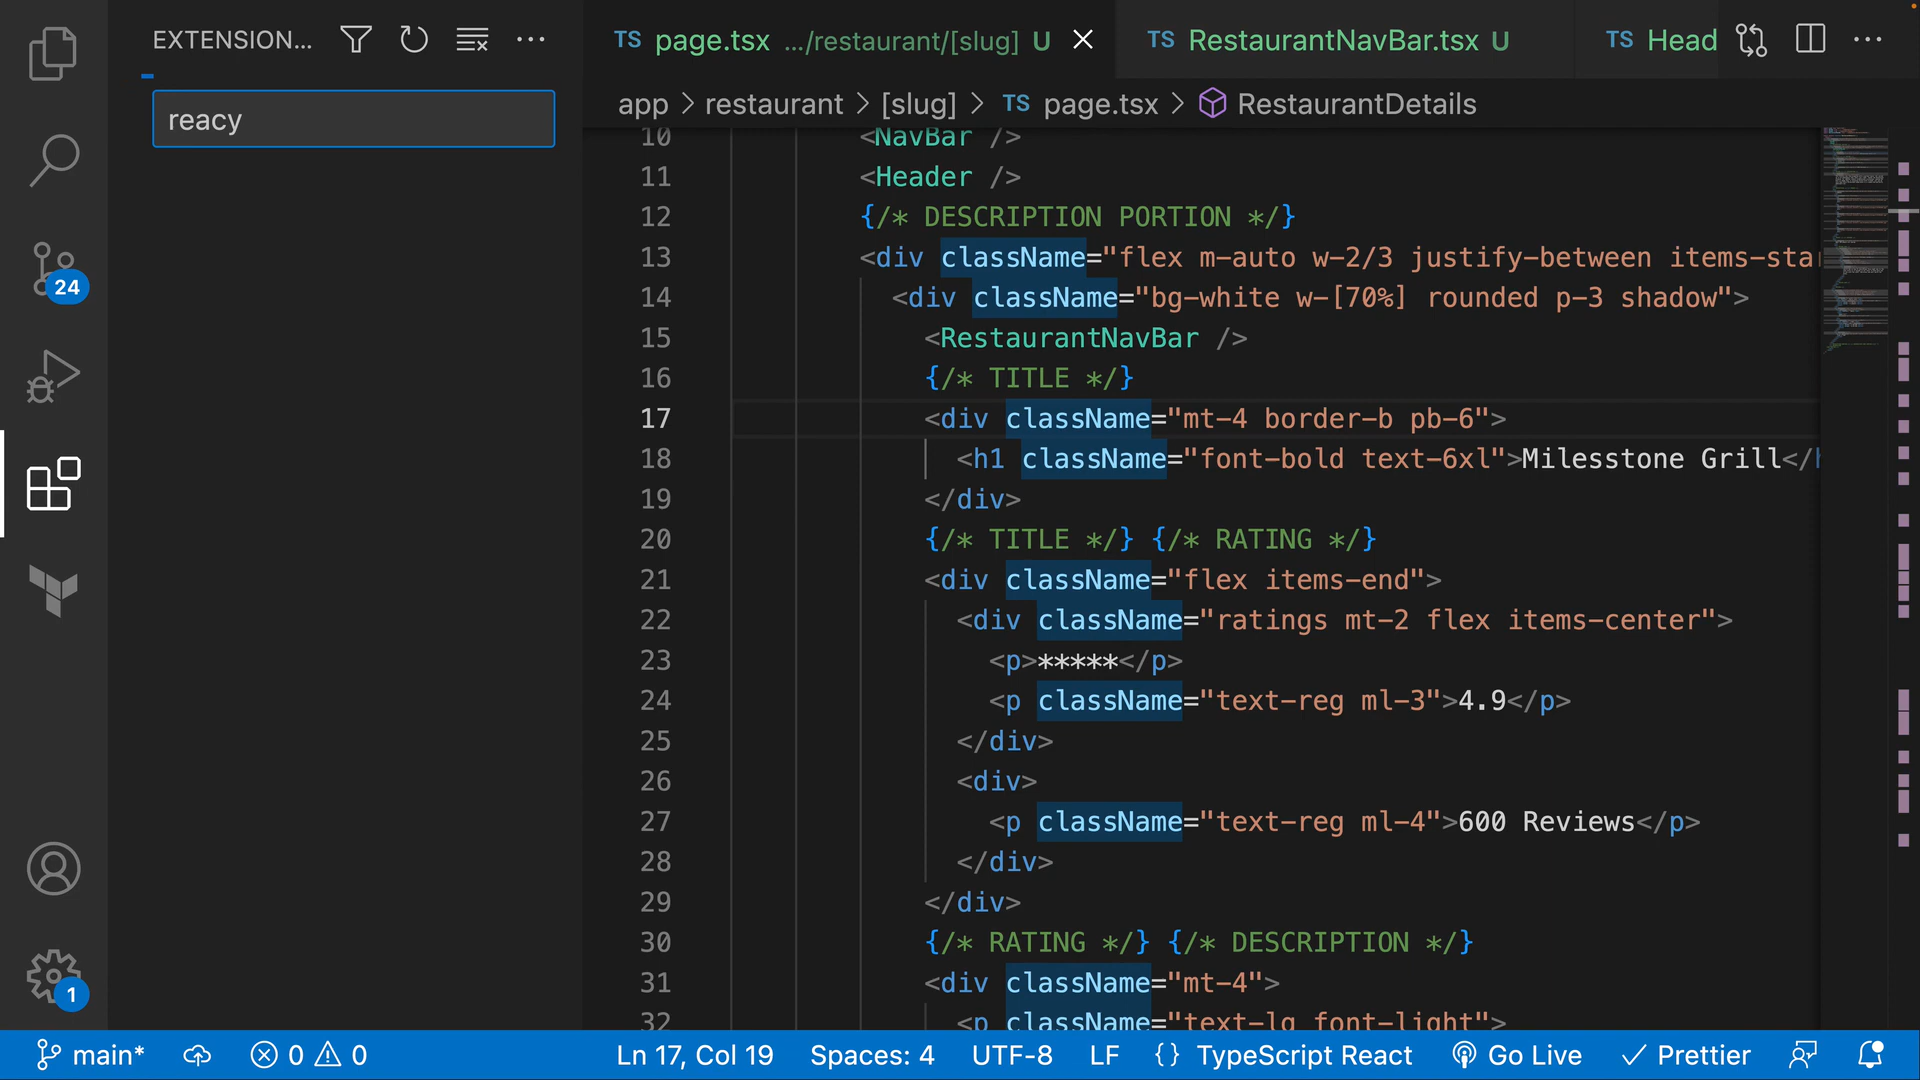 EXTENSION...
reacy
24
1
TS page.tsx .../restaurant/[slug] U
TS RestaurantNavBar.tsx U
TS Head
app > restaurant > [slug] > TS page.tsx > RestaurantDetails
10 <NavBar />
11 <Header />
12 {/* DESCRIPTION PORTION */}
13 <div className="flex m-auto w-2/3 justify-between items-sta
14 <div className="bg-white w-[70%] rounded p-3 shadow">
15 <RestaurantNavBar />
16 {/* TITLE */}
17 <div className="mt-4 border-b pb-6">
18 <h1 className="font-bold text-6xl">Milesstone Grill</h
19 </div>
20 {/* TITLE */} {/* RATING */}
21 <div className="flex items-end">
22 <div className="ratings mt-2 flex items-center">
23 <p>*****</p>
24 <p className="text-reg ml-3">4.9</p>
25 </div>
26 <div>
27 <p className="text-reg ml-4">600 Reviews</p>
28 </div>
29 </div>
30 {/* RATING */} {/* DESCRIPTION */}
31 <div className="mt-4">
32 <p className="text-lg font-light">
main* 0 0 Ln 17, Col 19 Spaces: 4 UTF-8 LF {} TypeScript React Go Live Prettier